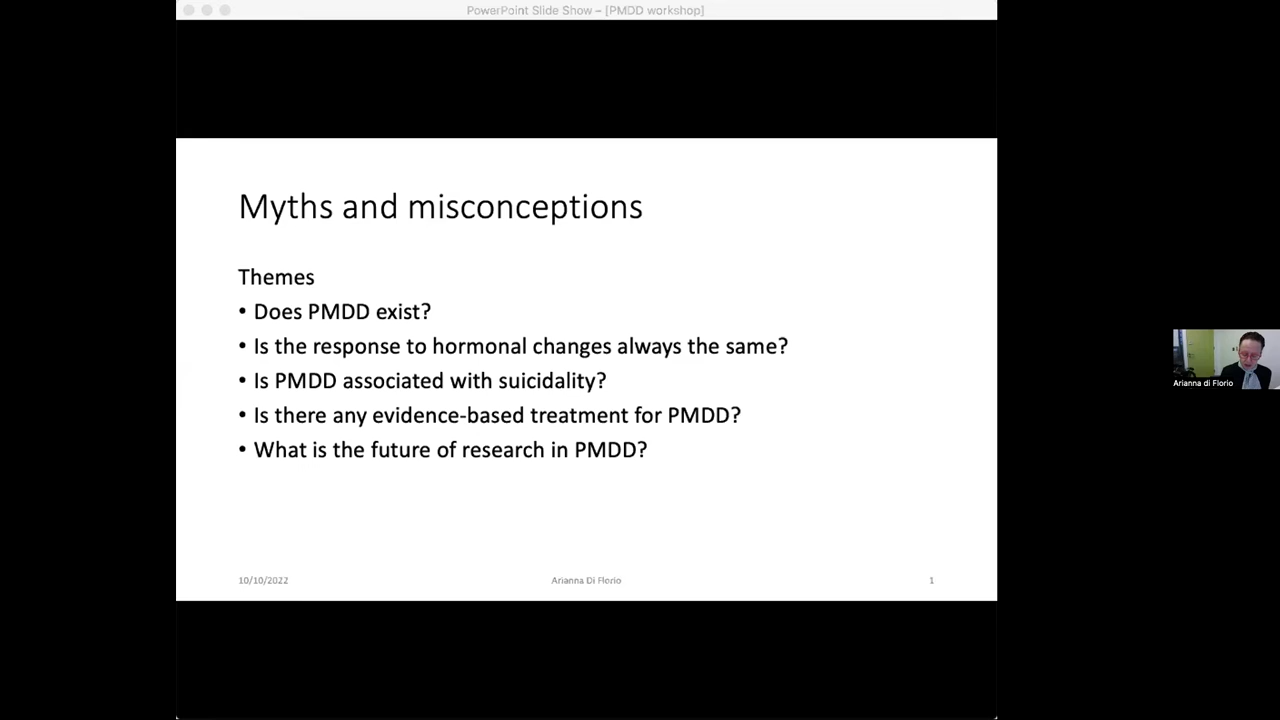 PowerPoint Slide Show – [PMDD workshop]
Myths and misconceptions
Themes
• Does PMDD exist?
• Is the response to hormonal changes always the same?
• Is PMDD associated with suicidality?
• Is there any evidence-based treatment for PMDD?
• What is the future of research in PMDD?
Arianna di Florio
10/10/2022 Arianna Di Florio 1